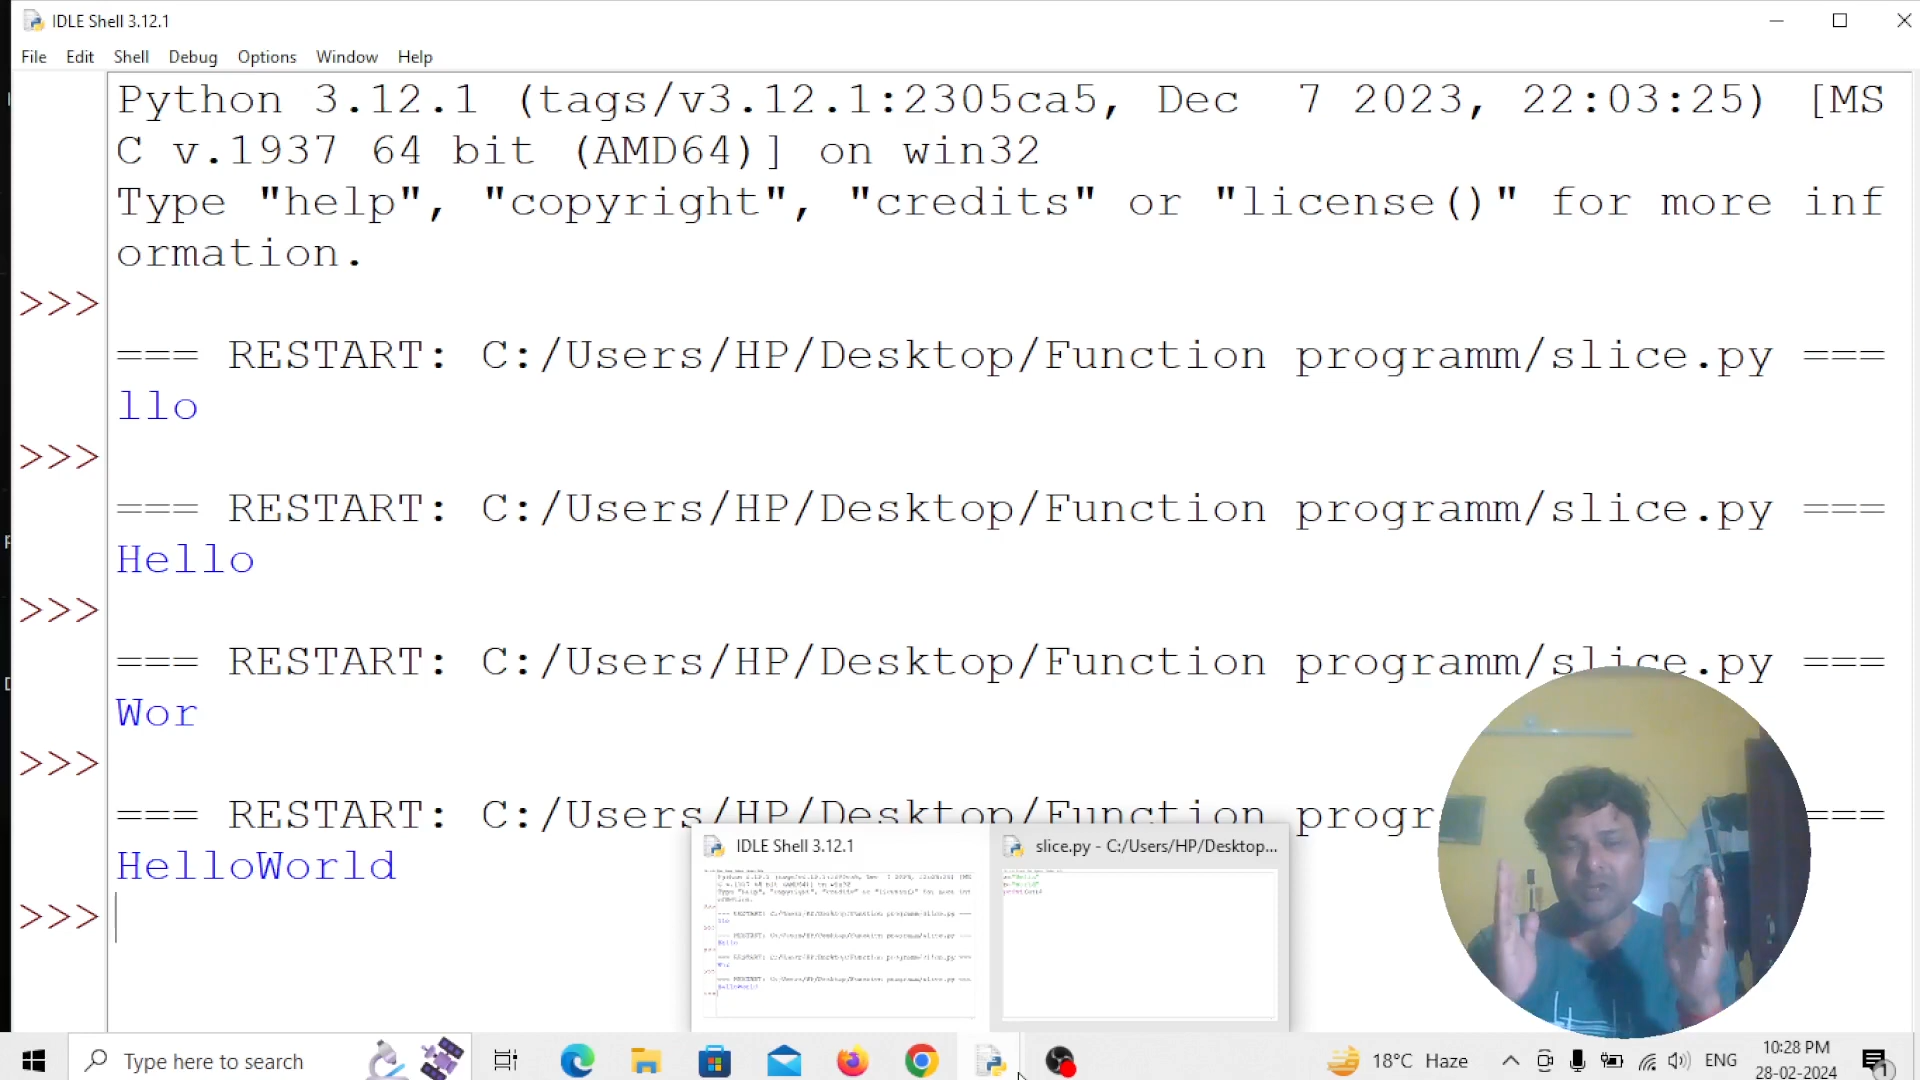 IDLE Shell 3.12.1
File Edit Shell Debug Options Window Help
Python 3.12.1 (tags/v3.12.1:2305ca5, Dec  7 2023, 22:03:25) [MS
C v.1937 64 bit (AMD64)] on win32
Type "help", "copyright", "credits" or "license()" for more inf
ormation.
>>>
=== RESTART: C:/Users/HP/Desktop/Function programm/slice.py ===
llo
>>>
=== RESTART: C:/Users/HP/Desktop/Function programm/slice.py ===
Hello
>>>
=== RESTART: C:/Users/HP/Desktop/Function programm/slice.py ===
Wor
>>>
=== RESTART: C:/Users/HP/Desktop/Function progr ===
HelloWorld
>>>
IDLE Shell 3.12.1
slice.py - C:/Users/HP/Desktop...
Type here to search
18°C Haze
ENG
10:28 PM
28-02-2024
1